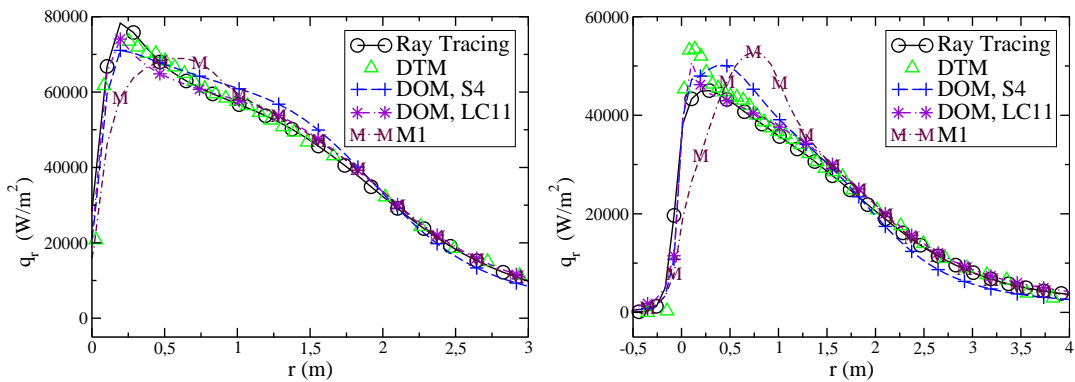 80000
60000
40000
20000
0
q_r (W/m^2)
0 0,5 1 1,5 2 2,5 3
r (m)
Ray Tracing
DTM
DOM, S4
DOM, LC11
M M M1
60000
40000
20000
0
q_r (W/m^2)
-0,5 0 0,5 1 1,5 2 2,5 3 3,5 4
r (m)
Ray Tracing
DTM
DOM, S4
DOM, LC11
M M M1